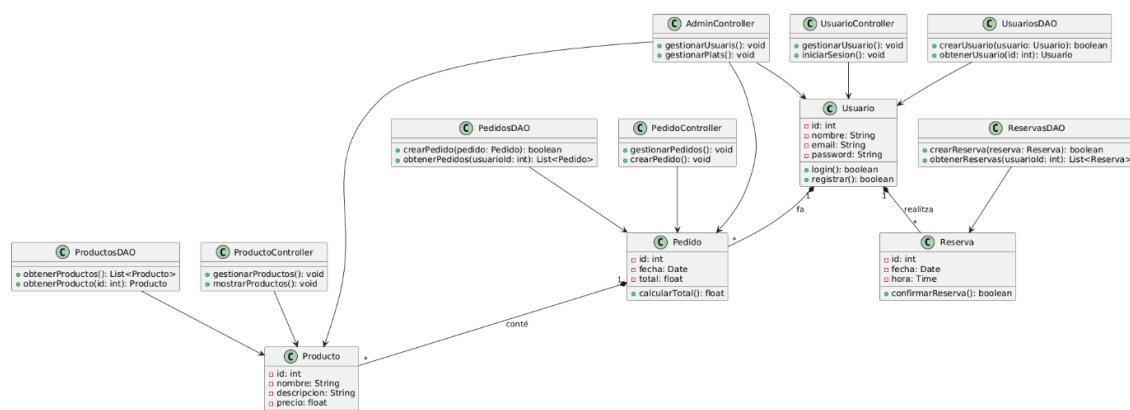 C AdminController
gestionarUsuaris(): void
gestionarPlats(): void
C UsuarioController
gestionarUsuario(): void
iniciarSesion(): void
C UsuariosDAO
crearUsuario(usuario: Usuario): boolean
obtenerUsuario(id: int): Usuario
C PedidosDAO
crearPedido(pedido: Pedido): boolean
obtenerPedidos(usuarioId: int): List<Pedido>
C PedidoController
gestionarPedidos(): void
crearPedido(): void
C Usuario
id: int
nombre: String
email: String
password: String
login(): boolean
registrar(): boolean
C ReservasDAO
crearReserva(reserva: Reserva): boolean
obtenerReservas(usuarioId: int): List<Reserva>
1
1
fa
realitza
*
*
C ProductosDAO
obtenerProductos(): List<Producto>
obtenerProducto(id: int): Producto
C ProductoController
gestionarProductos(): void
mostrarProductos(): void
C Pedido
id: int
fecha: Date
total: float
calcularTotal(): float
C Reserva
id: int
fecha: Date
hora: Time
confirmarReserva(): boolean
1
conté
*
C Producto
id: int
nombre: String
descripcion: String
precio: float